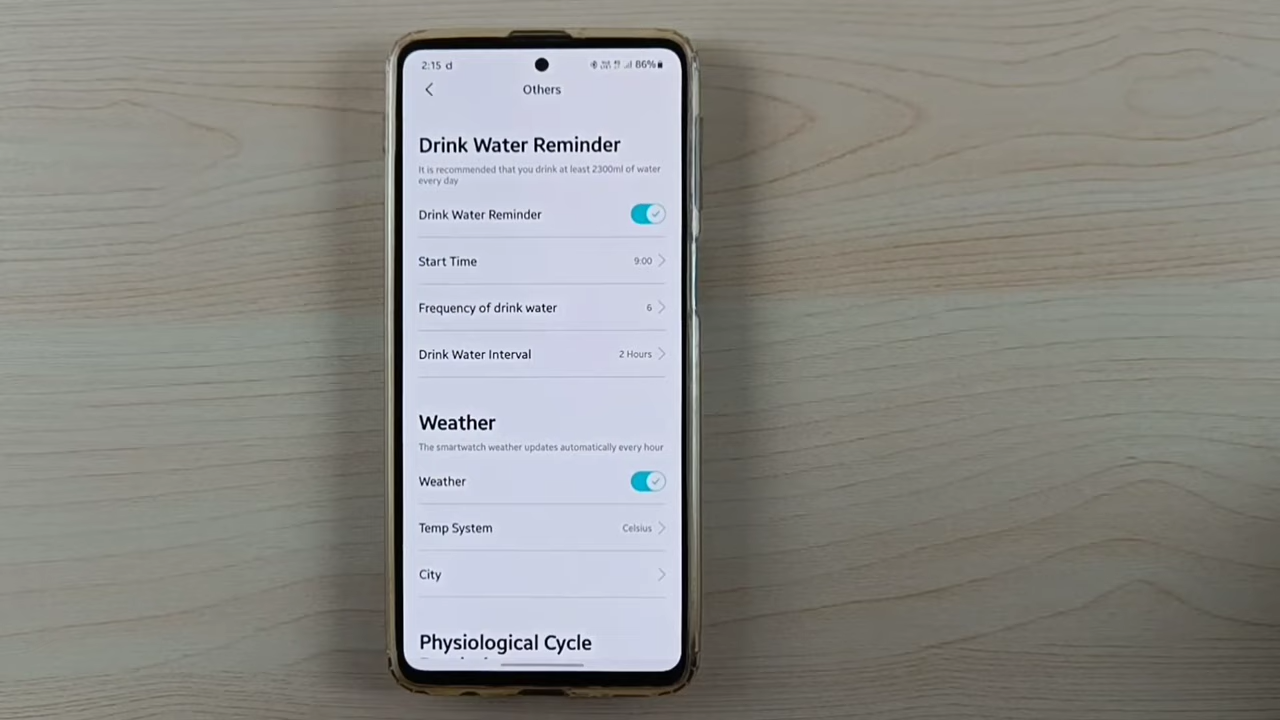 2:15 d
86%
Others
Drink Water Reminder
It is recommended that you drink at least 2300ml of water
every day
Drink Water Reminder
Start Time 9:00
Frequency of drink water 6
Drink Water Interval 2 Hours
Weather
The smartwatch weather updates automatically every hour
Weather
Temp System Celsius
City
Physiological Cycle